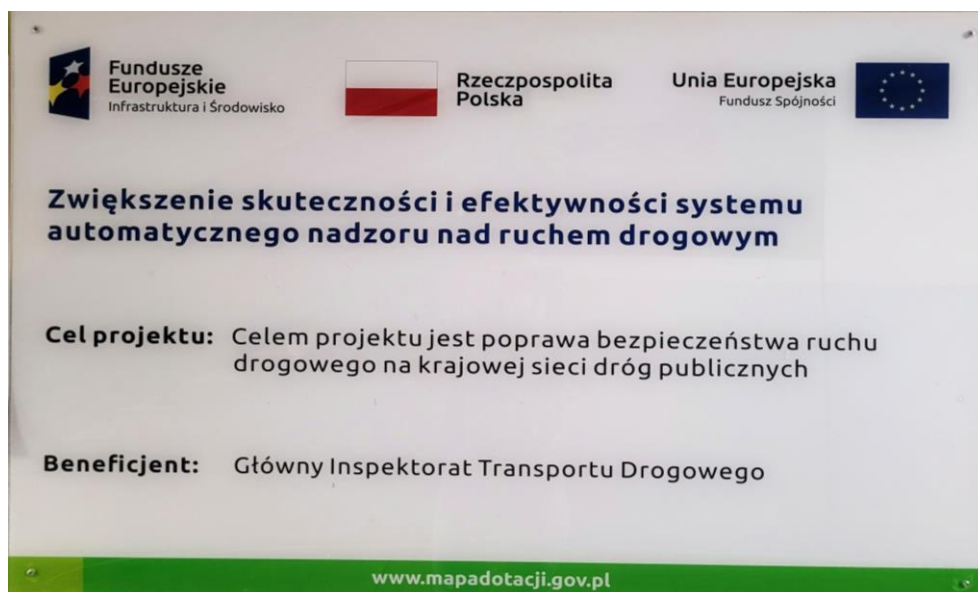 Fundusze
Europejskie
Infrastruktura i Środowisko
Rzeczpospolita
Polska
Unia Europejska
Fundusz Spójności
Zwiększenie skuteczności i efektywności systemu
automatycznego nadzoru nad ruchem drogowym
Cel projektu: Celem projektu jest poprawa bezpieczeństwa ruchu
drogowego na krajowej sieci dróg publicznych
Beneficjent: Główny Inspektorat Transportu Drogowego
www.mapadotacji.gov.pl